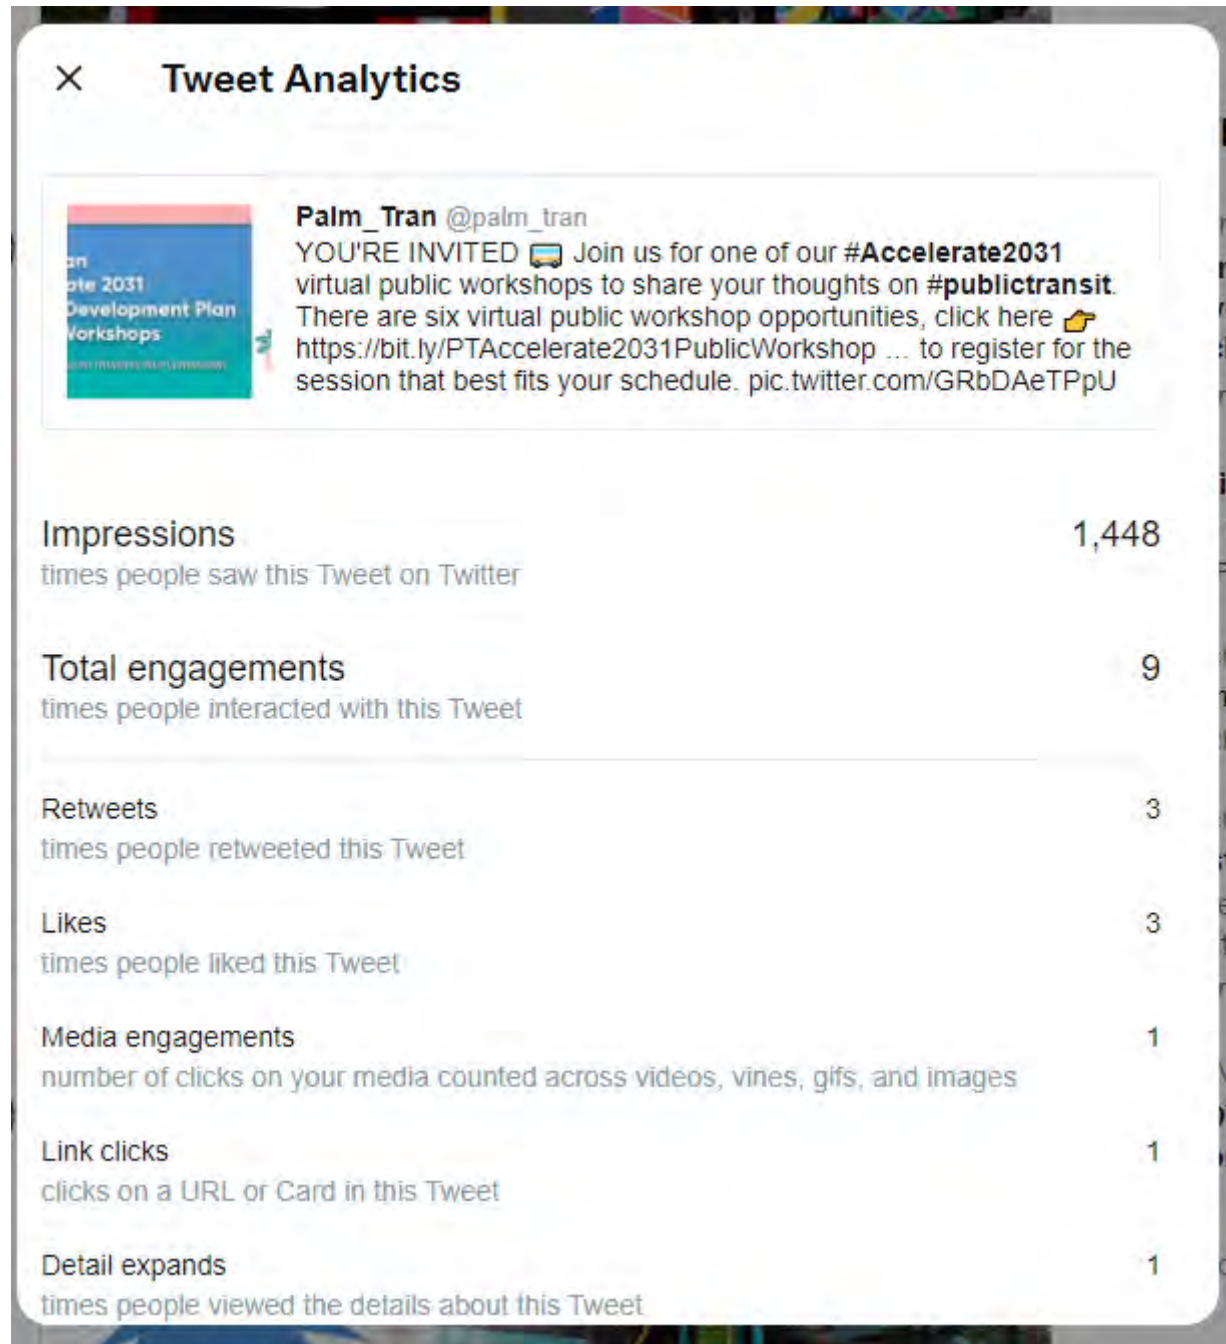 Tweet Analytics
Palm_Tran @palm_tran
YOU'RE INVITED 🚌 Join us for one of our #Accelerate2031
virtual public workshops to share your thoughts on #publictransit.
There are six virtual public workshop opportunities, click here 👉
https://bit.ly/PTAccelerate2031PublicWorkshop ... to register for the
session that best fits your schedule. pic.twitter.com/GRbDAeTPpU
an
ate 2031
Development Plan
Workshops
Impressions 1,448
times people saw this Tweet on Twitter
Total engagements 9
times people interacted with this Tweet
Retweets 3
times people retweeted this Tweet
Likes 3
times people liked this Tweet
Media engagements 1
number of clicks on your media counted across videos, vines, gifs, and images
Link clicks 1
clicks on a URL or Card in this Tweet
Detail expands 1
times people viewed the details about this Tweet